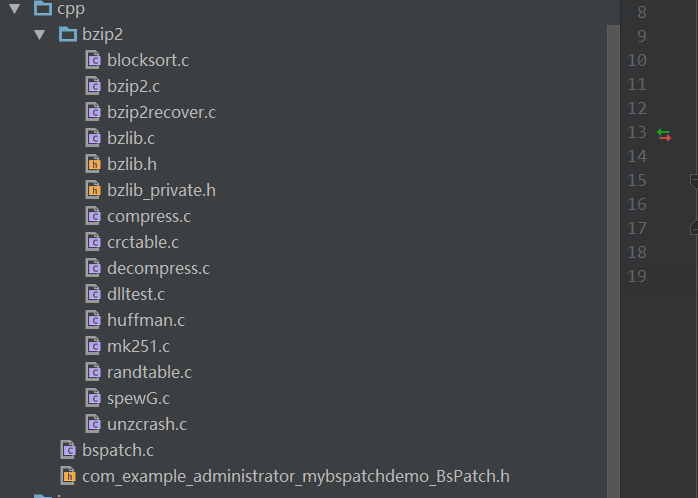 cpp
bzip2
blocksort.c
bzip2.c
bzip2recover.c
bzlib.c
bzlib.h
bzlib_private.h
compress.c
crctable.c
decompress.c
dlltest.c
huffman.c
mk251.c
randtable.c
spewG.c
unzcrash.c
bspatch.c
com_example_administrator_mybspatchdemo_BsPatch.h
8
9
10
11
12
13
14
15
16
17
18
19